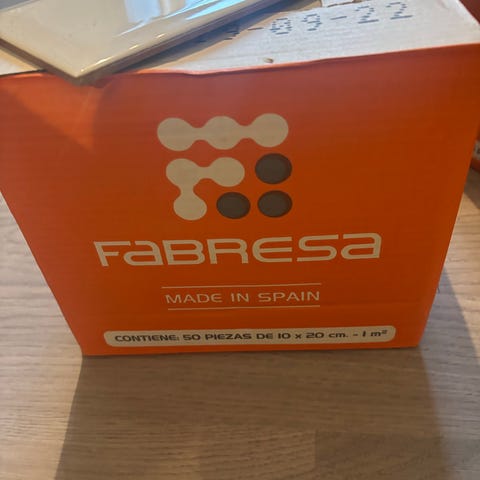 FABRESA
MADE IN SPAIN
CONTIENE: 50 PIEZAS DE 10 x 20 cm. - 1 m²